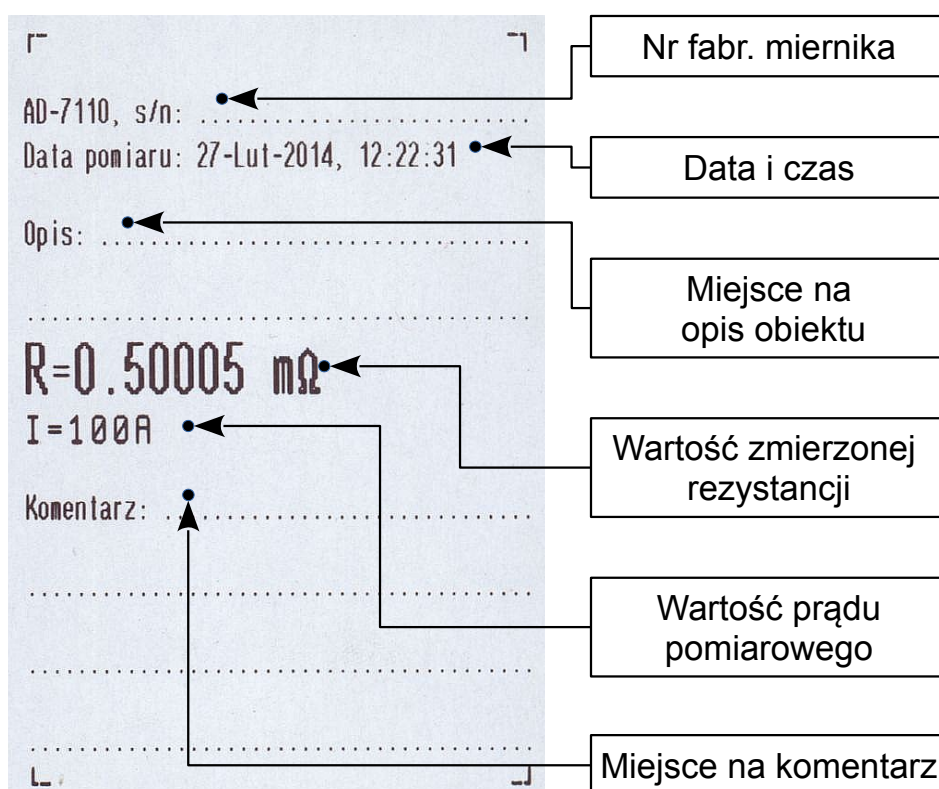 Nr fabr. miernika
AD-7110, s/n: ..............................
Data pomiaru: 27-Lut-2014, 12:22:31
Data i czas
Opis: .......................................
Miejsce na
opis obiektu
R=0.50005 mΩ
I=100A
Wartość zmierzonej
rezystancji
Komentarz: ..................................
Wartość prądu
pomiarowego
Miejsce na komentarz